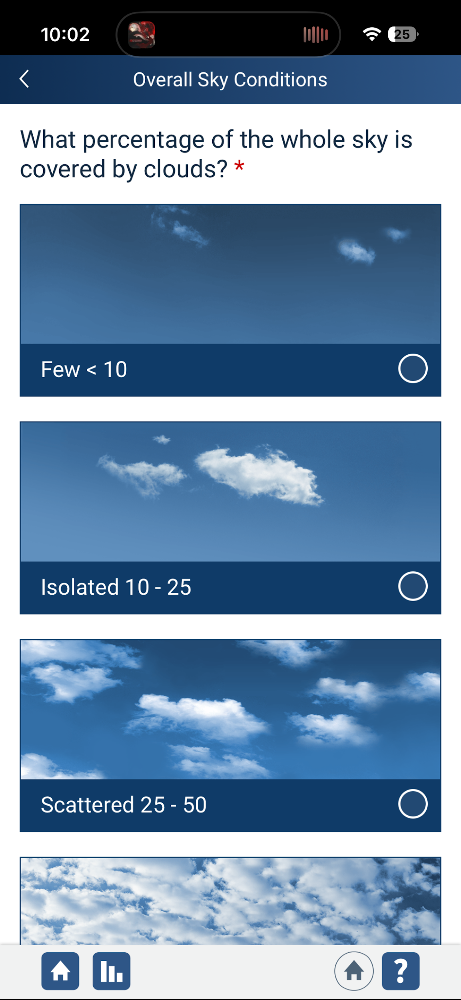 10:02
25
Overall Sky Conditions
What percentage of the whole sky is
covered by clouds? *
Few < 10
Isolated 10 - 25
Scattered 25 - 50
?